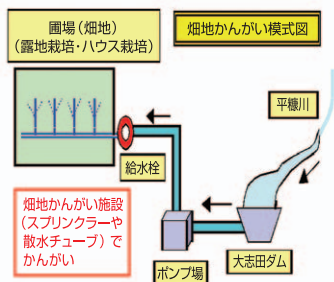 圃場（畑地）
（露地栽培・ハウス栽培）
畑地かんがい模式図
平糠川
給水栓
畑地かんがい施設
（スプリンクラーや
散水チューブ）で
かんがい
ポンプ場
大志田ダム